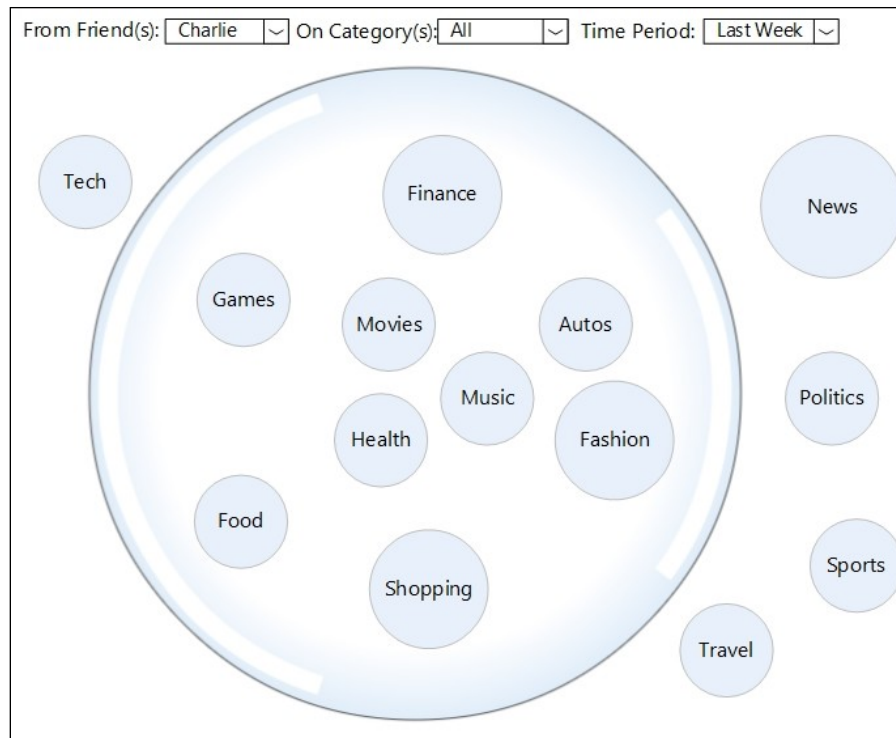 From Friend(s): Charlie On Category(s): All Time Period: Last Week
Tech
Finance
News
Games
Movies
Autos
Music
Politics
Health
Fashion
Food
Shopping
Sports
Travel